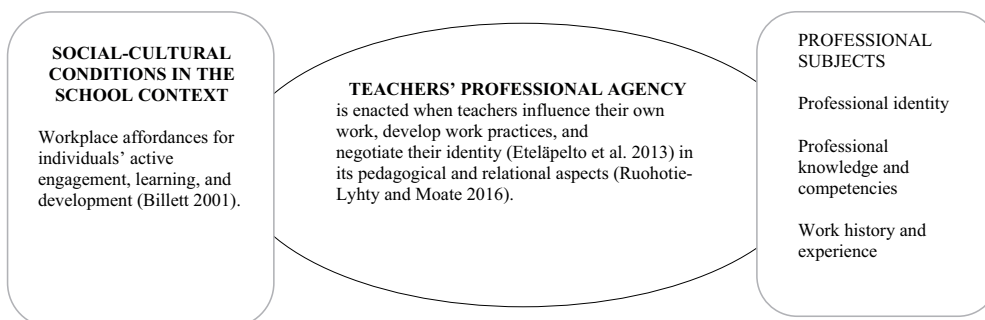 SOCIAL-CULTURAL
CONDITIONS IN THE
SCHOOL CONTEXT
Workplace affordances for
individuals’ active
engagement, learning, and
development (Billett 2001).
TEACHERS’ PROFESSIONAL AGENCY
is enacted when teachers influence their own
work, develop work practices, and
negotiate their identity (Eteläpelto et al. 2013) in
its pedagogical and relational aspects (Ruohotie-
Lyhty and Moate 2016).
PROFESSIONAL
SUBJECTS
Professional identity
Professional
knowledge and
competencies
Work history and
experience